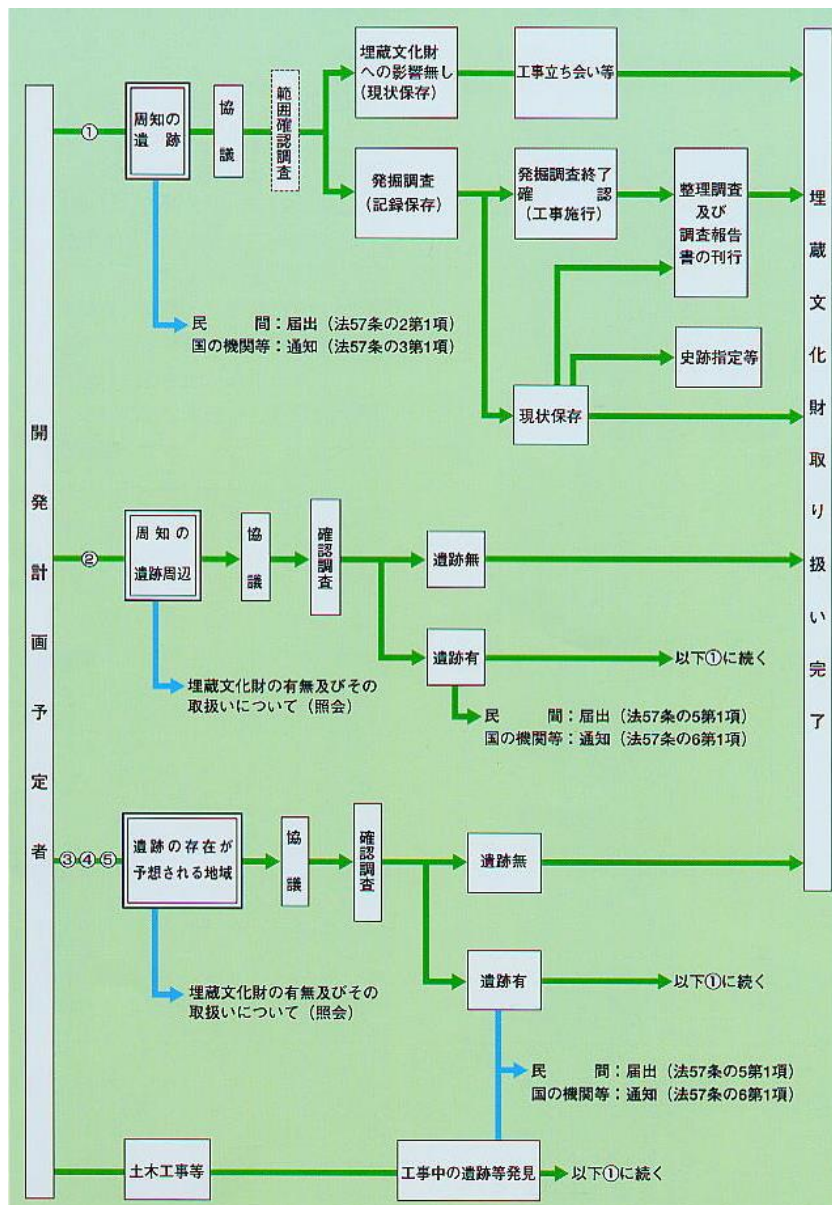 開発計画予定者
①
周知の
遺跡
協議
範囲確認調査
埋蔵文化財
への影響無し
(現状保存)
工事立ち会い等
発掘調査
(記録保存)
発掘調査終了
確認
(工事施行)
整理調査
及び
調査報告
書の刊行
民間:届出(法57条の2第1項)
国の機関等:通知(法57条の3第1項)
史跡指定等
現状保存
②
周知の
遺跡周辺
協議
確認調査
遺跡無
遺跡有
以下①に続く
埋蔵文化財の有無及びその
取扱いについて(照会)
民間:届出(法57条の5第1項)
国の機関等:通知(法57条の6第1項)
③④⑤
遺跡の存在が
予想される地域
協議
確認調査
遺跡無
遺跡有
以下①に続く
埋蔵文化財の有無及びその
取扱いについて(照会)
民間:届出(法57条の5第1項)
国の機関等:通知(法57条の6第1項)
土木工事等
工事中の遺跡等発見
以下①に続く
埋蔵文化財取り扱い完了